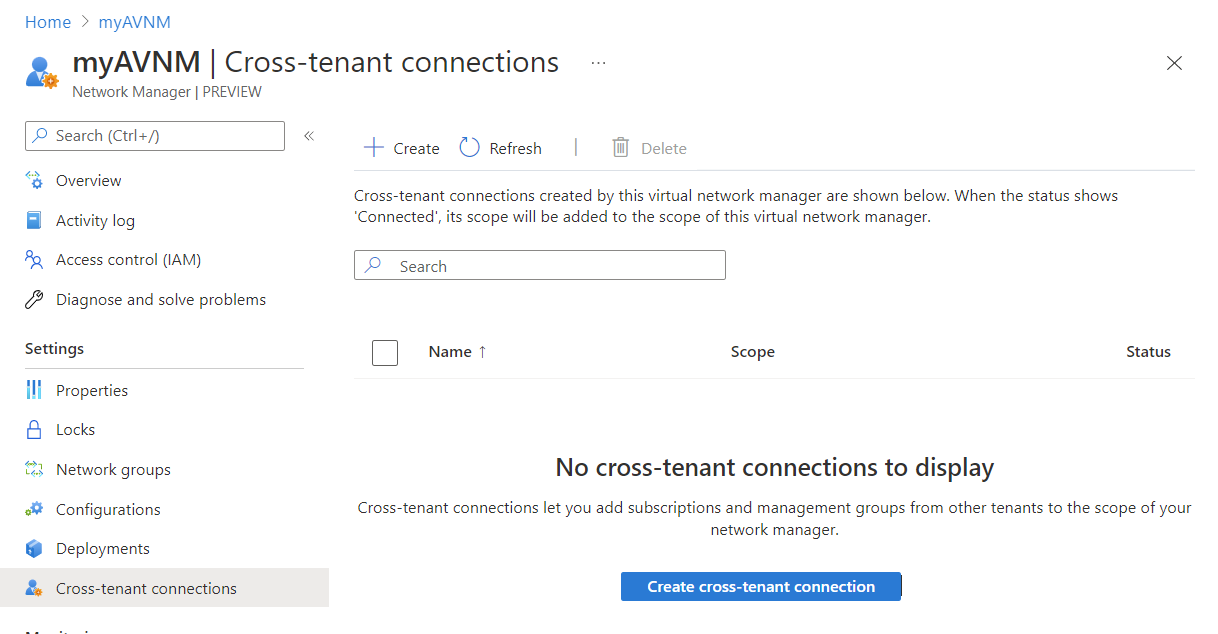 Home > myAVNM
myAVNM | Cross-tenant connections ...
Network Manager | PREVIEW
Search (Ctrl+/)
«
Overview
Activity log
Access control (IAM)
Diagnose and solve problems
Settings
Properties
Locks
Network groups
Configurations
Deployments
Cross-tenant connections
Create Refresh | Delete
Cross-tenant connections created by this virtual network manager are shown below. When the status shows
'Connected', its scope will be added to the scope of this virtual network manager.
Search
Name ↑ Scope Status
No cross-tenant connections to display
Cross-tenant connections let you add subscriptions and management groups from other tenants to the scope of your
network manager.
Create cross-tenant connection